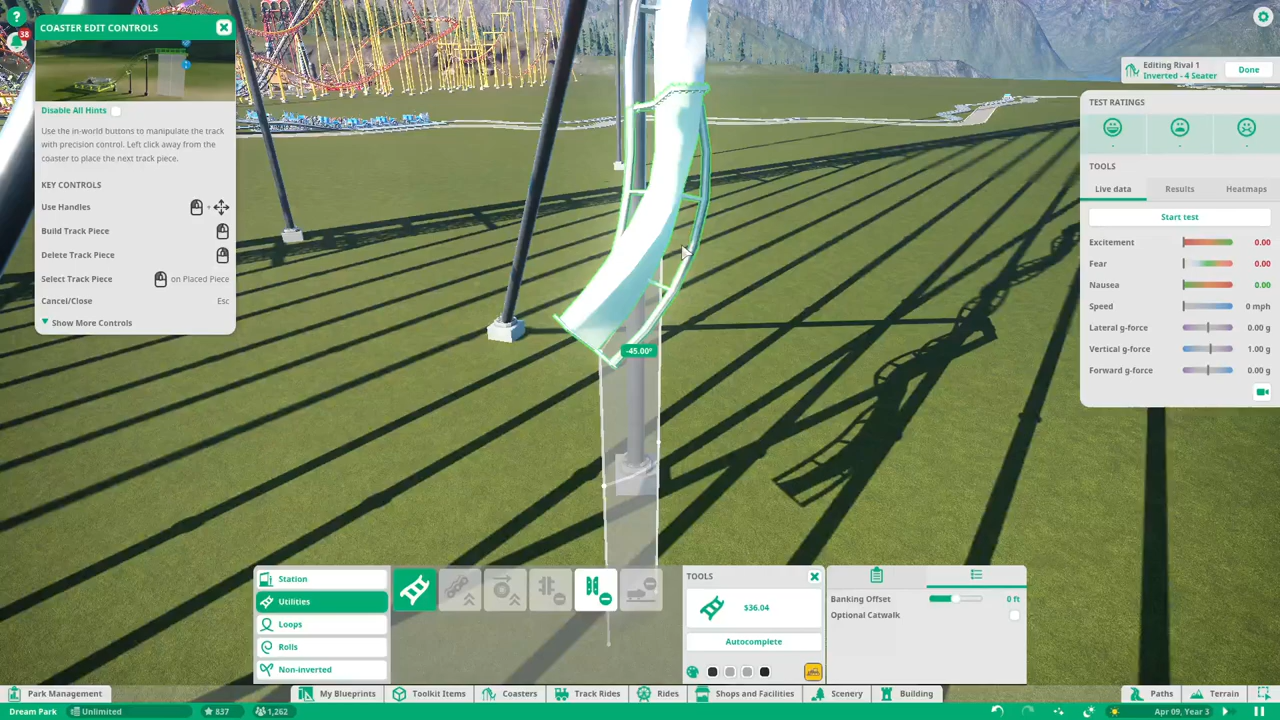 ?
COASTER EDIT CONTROLS
38
Disable All Hints
Use the in-world buttons to manipulate the track
with precision control. Left click away from the
coaster to place the next track piece.
KEY CONTROLS
Use Handles
+
Build Track Piece
Delete Track Piece
Select Track Piece
on Placed Piece
Cancel/Close
Esc
Show More Controls
Editing Rival 1
Inverted - 4 Seater
Done
TEST RATINGS
-
-
-
TOOLS
Live data
Results
Heatmaps
Start test
Excitement
0.00
Fear
0.00
Nausea
0.00
Speed
0 mph
Lateral g-force
0.00 g
Vertical g-force
1.00 g
Forward g-force
0.00 g
-45.00°
Station
Utilities
Loops
Rolls
Non-inverted
TOOLS
$36.04
Autocomplete
Banking Offset
0 ft
Optional Catwalk
Park Management
My Blueprints
Toolkit Items
Coasters
Track Rides
Rides
Shops and Facilities
Scenery
Building
Paths
Terrain
Dream Park
Unlimited
837
1,262
Apr 09, Year 3